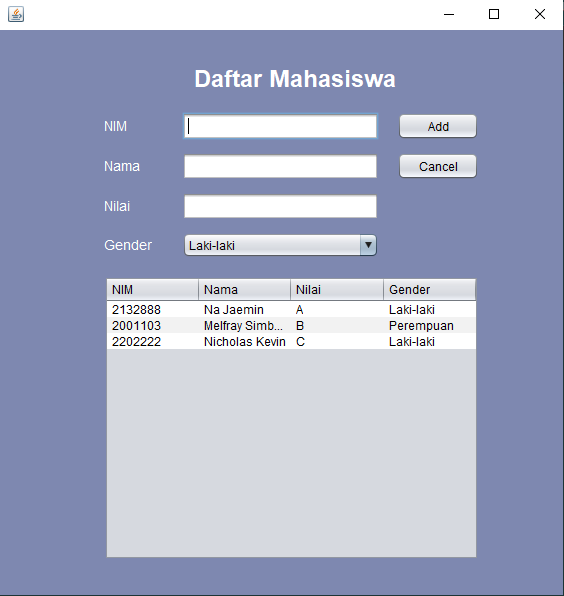 Daftar Mahasiswa
NIM Add
Nama Cancel
Nilai
Gender Laki-laki
NIM Nama Nilai Gender
2132888 Na Jaemin A Laki-laki
2001103 Melfray Simb... B Perempuan
2202222 Nicholas Kevin C Laki-laki